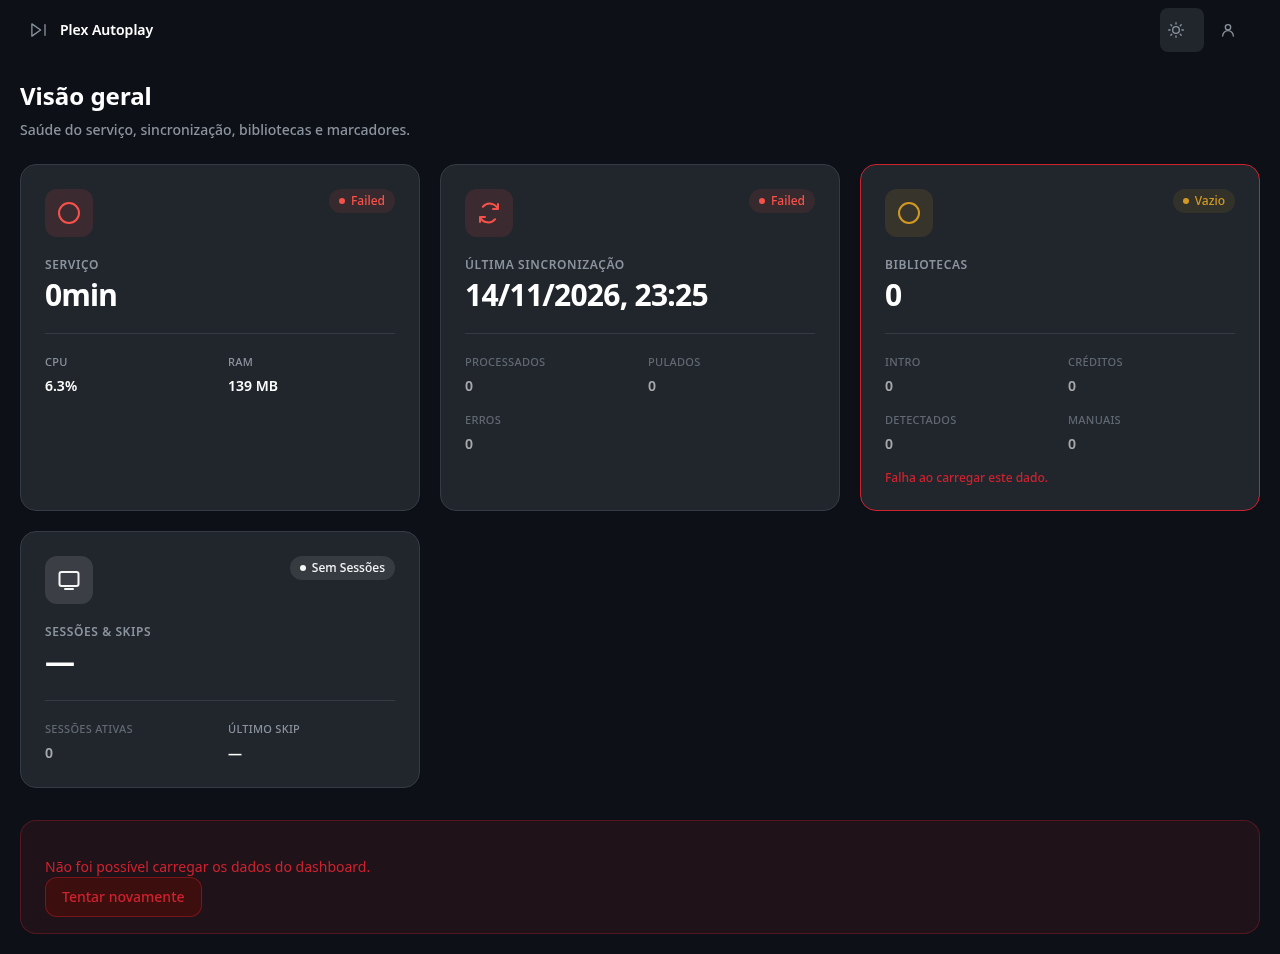 Plex Autoplay
Visão geral
Saúde do serviço, sincronização, bibliotecas e marcadores.
Failed
SERVIÇO
0min
CPU
RAM
6.3%
139 MB
Failed
ÚLTIMA SINCRONIZAÇÃO
14/11/2026, 23:25
PROCESSADOS
PULADOS
0
0
ERROS
0
Vazio
BIBLIOTECAS
0
INTRO
CRÉDITOS
0
0
DETECTADOS
MANUAIS
0
0
Falha ao carregar este dado.
Sem Sessões
SESSÕES & SKIPS
—
SESSÕES ATIVAS
ÚLTIMO SKIP
0
—
Não foi possível carregar os dados do dashboard.
Tentar novamente